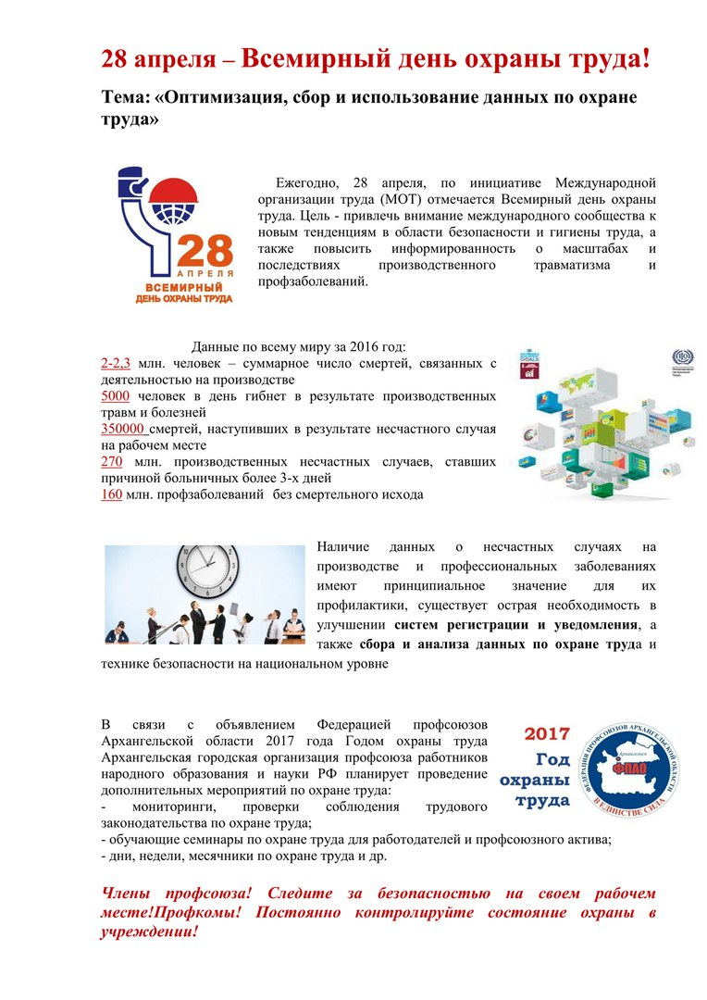 28 апреля – Всемирный день охраны труда!
Тема: «Оптимизация, сбор и использование данных по охране
труда»
28
АПРЕЛЯ
ВСЕМИРНЫЙ
ДЕНЬ ОХРАНЫ ТРУДА
Ежегодно, 28 апреля, по инициативе Международной
организации труда (МОТ) отмечается Всемирный день охраны
труда. Цель - привлечь внимание международного сообщества к
новым тенденциям в области безопасности и гигиены труда, а
также повысить информированность о масштабах и
последствиях производственного травматизма и
профзаболеваний.
Данные по всему миру за 2016 год:
2-2,3 млн. человек – суммарное число смертей, связанных с
деятельностью на производстве
5000 человек в день гибнет в результате производственных
травм и болезней
350000 смертей, наступивших в результате несчастного случая
на рабочем месте
270 млн. производственных несчастных случаев, ставших
причиной больничных более 3-х дней
160 млн. профзаболеваний без смертельного исхода
Наличие данных о несчастных случаях на
производстве и профессиональных заболеваниях
имеют принципиальное значение для их
профилактики, существует острая необходимость в
улучшении систем регистрации и уведомления, а
также сбора и анализа данных по охране труда и
технике безопасности на национальном уровне
В связи с объявлением Федерацией профсоюзов
Архангельской области 2017 года Годом охраны труда
Архангельская городская организация профсоюза работников
народного образования и науки РФ планирует проведение
дополнительных мероприятий по охране труда:
- мониторинги, проверки соблюдения трудового
законодательства по охране труда;
- обучающие семинары по охране труда для работодателей и профсоюзного актива;
- дни, недели, месячники по охране труда и др.
2017
Год
охраны
труда
ФЕДЕРАЦИЯ ПРОФСОЮЗОВ АРХАНГЕЛЬСКОЙ ОБЛАСТИ
Архангельск
ФПАО
В ЕДИНСТВЕ СИЛА
Члены профсоюза! Следите за безопасностью на своем рабочем
месте!Профкомы! Постоянно контролируйте состояние охраны в
учреждении!